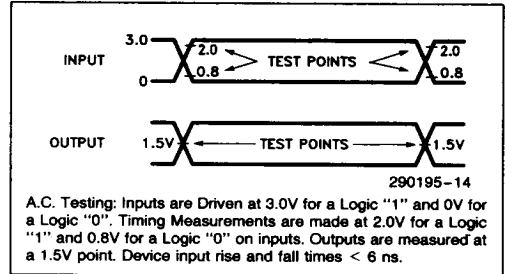 3.0
INPUT
2.0
TEST POINTS
2.0
0.8
0.8
0
OUTPUT
1.5V
TEST POINTS
1.5V
290195-14
A.C. Testing: Inputs are Driven at 3.0V for a Logic "1" and 0V for
a Logic "0". Timing Measurements are made at 2.0V for a Logic
"1" and 0.8V for a Logic "0" on inputs. Outputs are measured at
a 1.5V point. Device input rise and fall times < 6 ns.